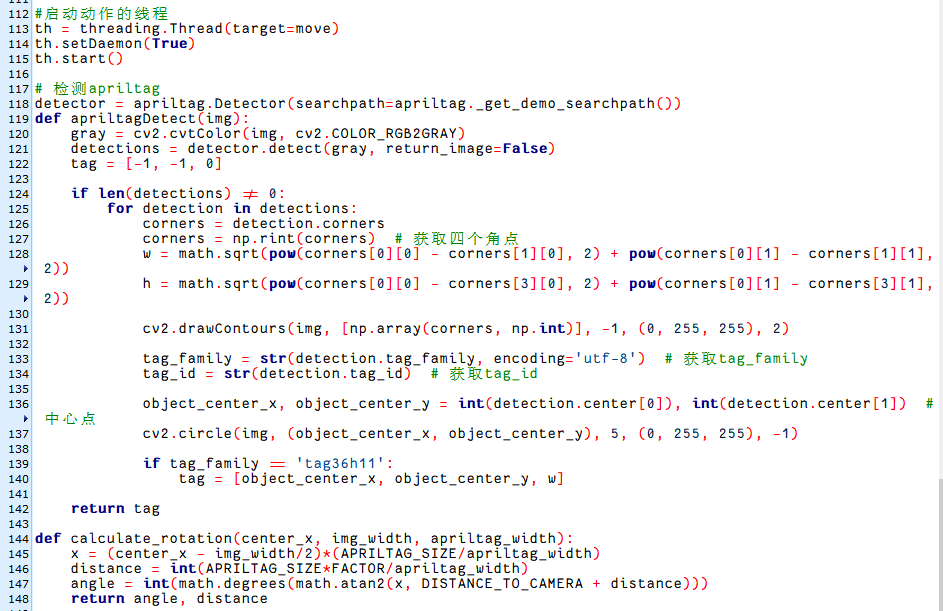 112 #启动动作的线程
113 th = threading.Thread(target=move)
114 th.setDaemon(True)
115 th.start()
116
117 # 检测apriltag
118 detector = apriltag.Detector(searchpath=apriltag._get_demo_searchpath())
119 def apriltagDetect(img):
120     gray = cv2.cvtColor(img, cv2.COLOR_RGB2GRAY)
121     detections = detector.detect(gray, return_image=False)
122     tag = [-1, -1, 0]
123
124     if len(detections) ≠ 0:
125         for detection in detections:
126             corners = detection.corners
127             corners = np.rint(corners)  # 获取四个角点
128             w = math.sqrt(pow(corners[0][0] - corners[1][0], 2) + pow(corners[0][1] - corners[1][1],
2))
129             h = math.sqrt(pow(corners[0][0] - corners[3][0], 2) + pow(corners[0][1] - corners[3][1],
2))
130
131             cv2.drawContours(img, [np.array(corners, np.int)], -1, (0, 255, 255), 2)
132
133             tag_family = str(detection.tag_family, encoding='utf-8')  # 获取tag_family
134             tag_id = str(detection.tag_id)  # 获取tag_id
135
136             object_center_x, object_center_y = int(detection.center[0]), int(detection.center[1])  #
中心点
137             cv2.circle(img, (object_center_x, object_center_y), 5, (0, 255, 255), -1)
138
139             if tag_family == 'tag36h11':
140                 tag = [object_center_x, object_center_y, w]
141
142     return tag
143
144 def calculate_rotation(center_x, img_width, apriltag_width):
145     x = (center_x - img_width/2)*(APRILTAG_SIZE/apriltag_width)
146     distance = int(APRILTAG_SIZE*FACTOR/apriltag_width)
147     angle = int(math.degrees(math.atan2(x, DISTANCE_TO_CAMERA + distance)))
148     return angle, distance